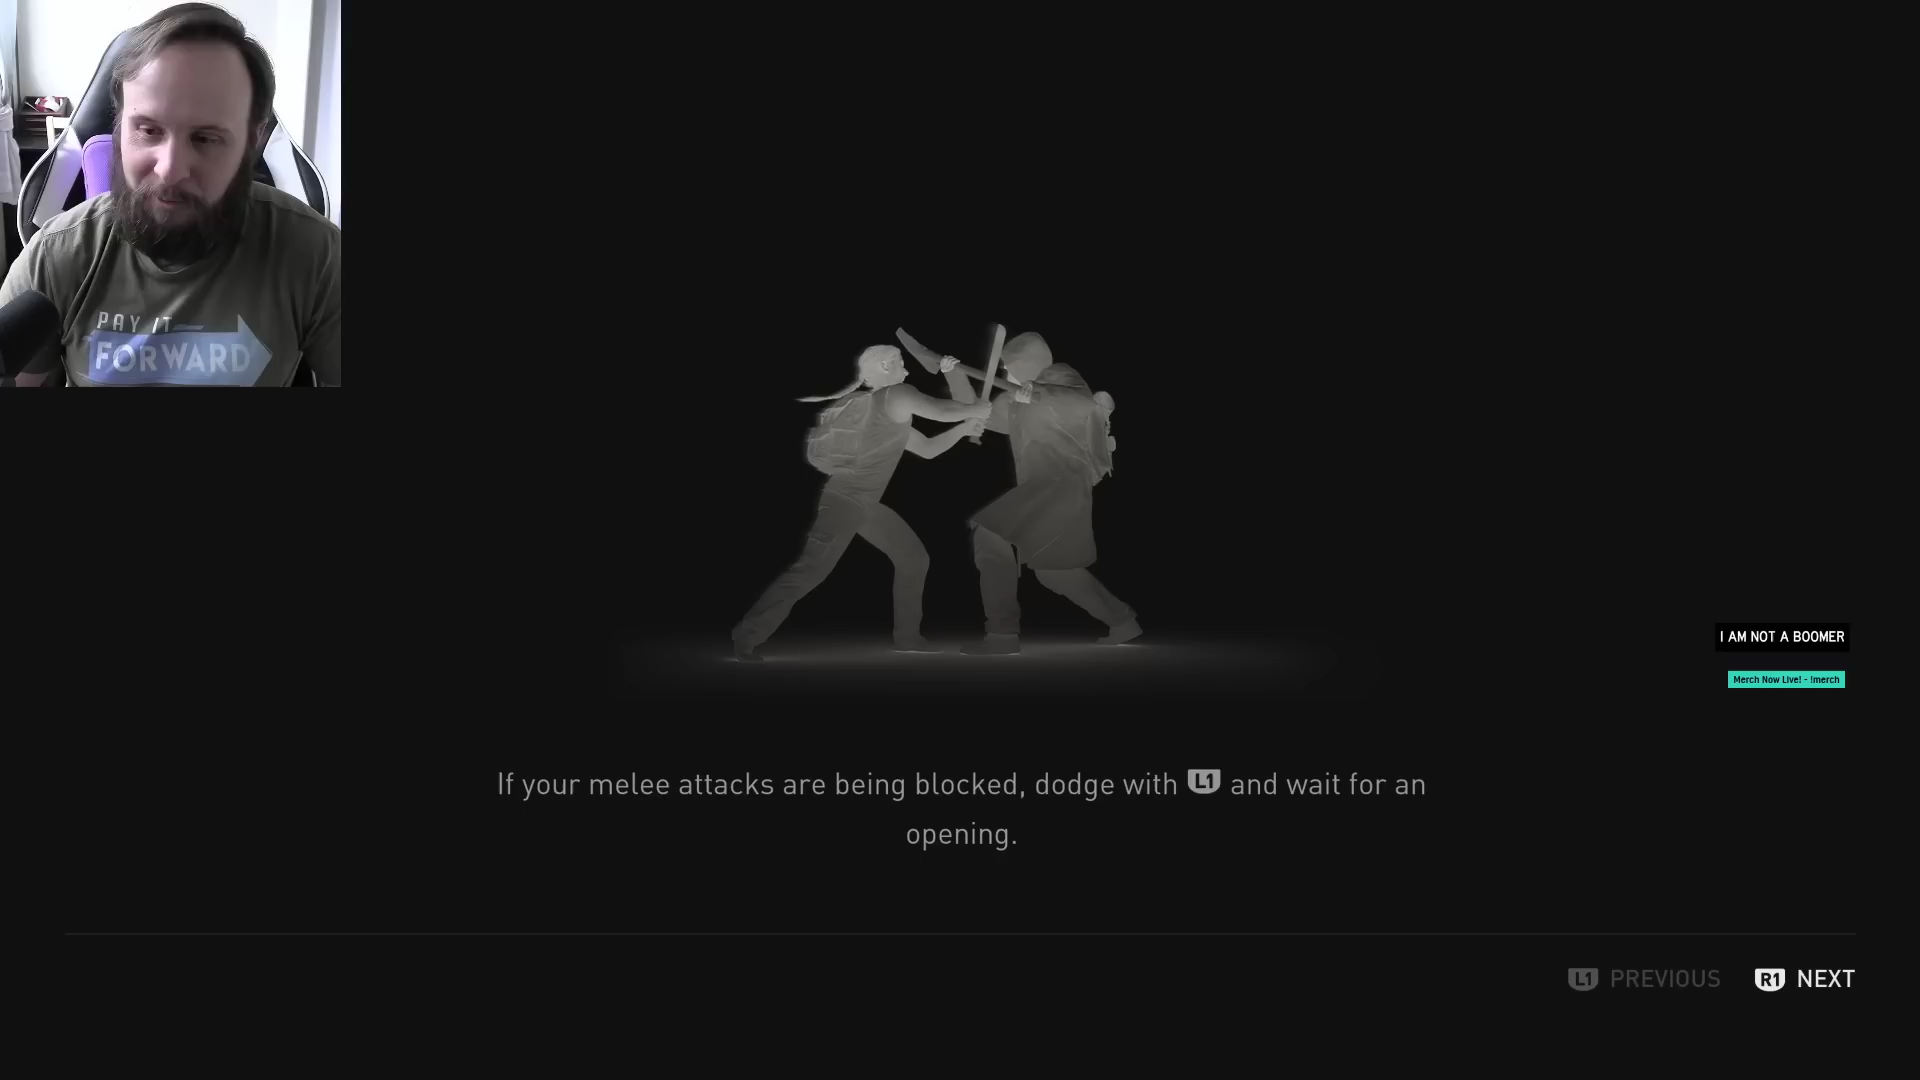 PAY IT
FORWARD
I AM NOT A BOOMER
Merch Now Live! - !merch
If your melee attacks are being blocked, dodge with L1 and wait for an
opening.
L1 PREVIOUS R1 NEXT